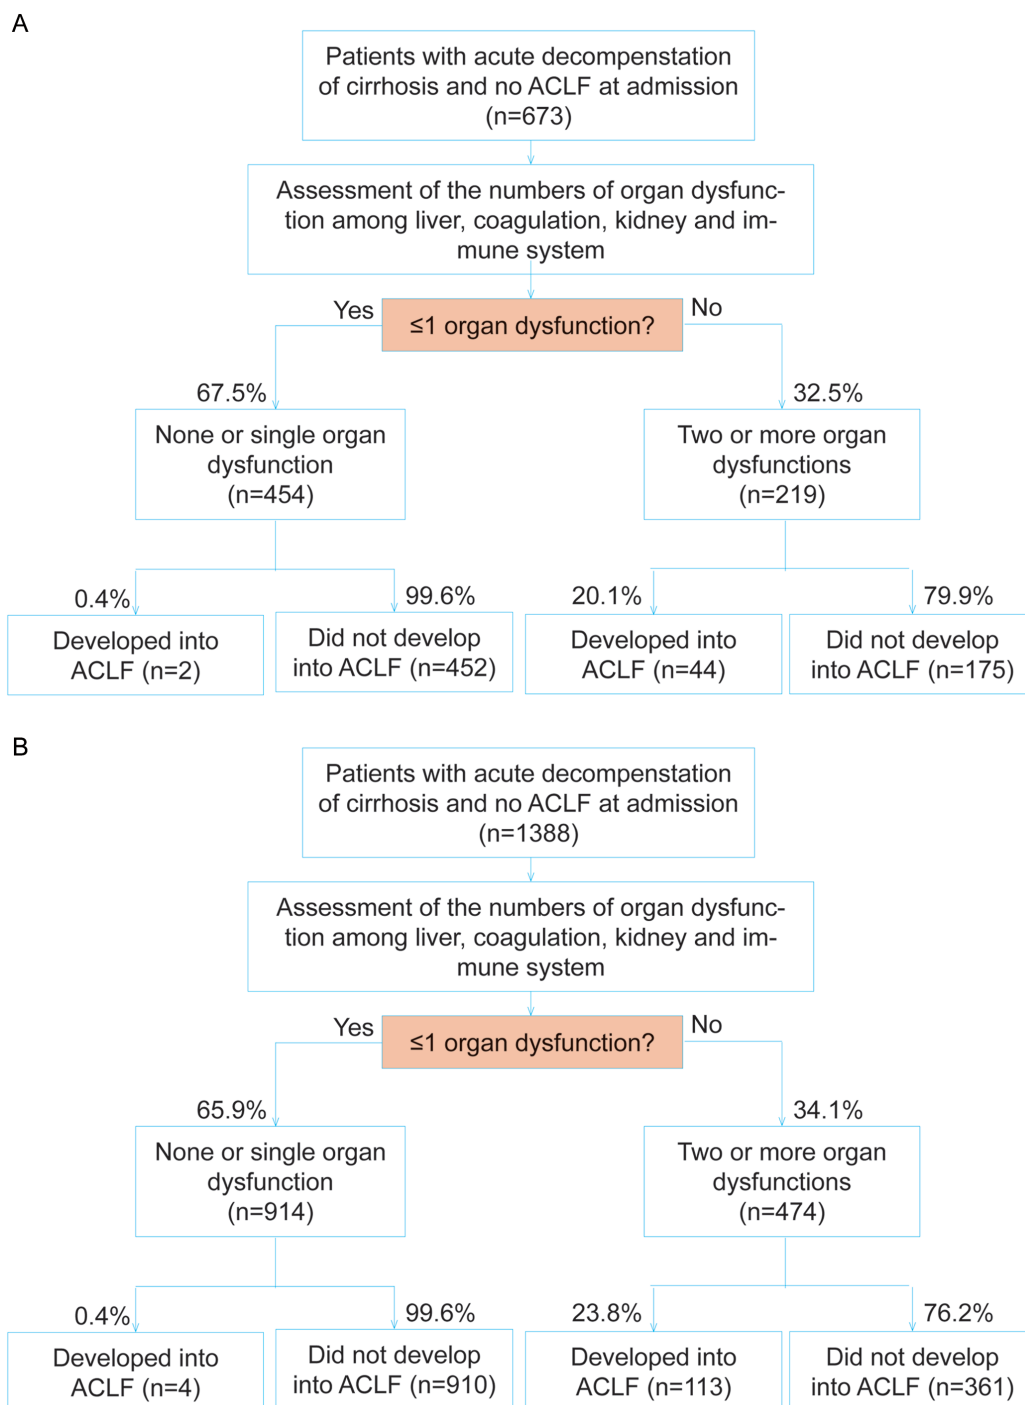 A
Patients with acute decompenstation
of cirrhosis and no ACLF at admission
(n=673)
Assessment of the numbers of organ dysfunc-
tion among liver, coagulation, kidney and im-
mune system
Yes
≤1 organ dysfunction?
No
67.5%
32.5%
None or single organ
dysfunction
(n=454)
Two or more organ
dysfunctions
(n=219)
0.4%
99.6%
20.1%
79.9%
Developed into
ACLF (n=2)
Did not develop
into ACLF (n=452)
Developed into
ACLF (n=44)
Did not develop
into ACLF (n=175)
B
Patients with acute decompenstation
of cirrhosis and no ACLF at admission
(n=1388)
Assessment of the numbers of organ dysfunc-
tion among liver, coagulation, kidney and im-
mune system
Yes
≤1 organ dysfunction?
No
65.9%
34.1%
None or single organ
dysfunction
(n=914)
Two or more organ
dysfunctions
(n=474)
0.4%
99.6%
23.8%
76.2%
Developed into
ACLF (n=4)
Did not develop
into ACLF (n=910)
Developed into
ACLF (n=113)
Did not develop
into ACLF (n=361)